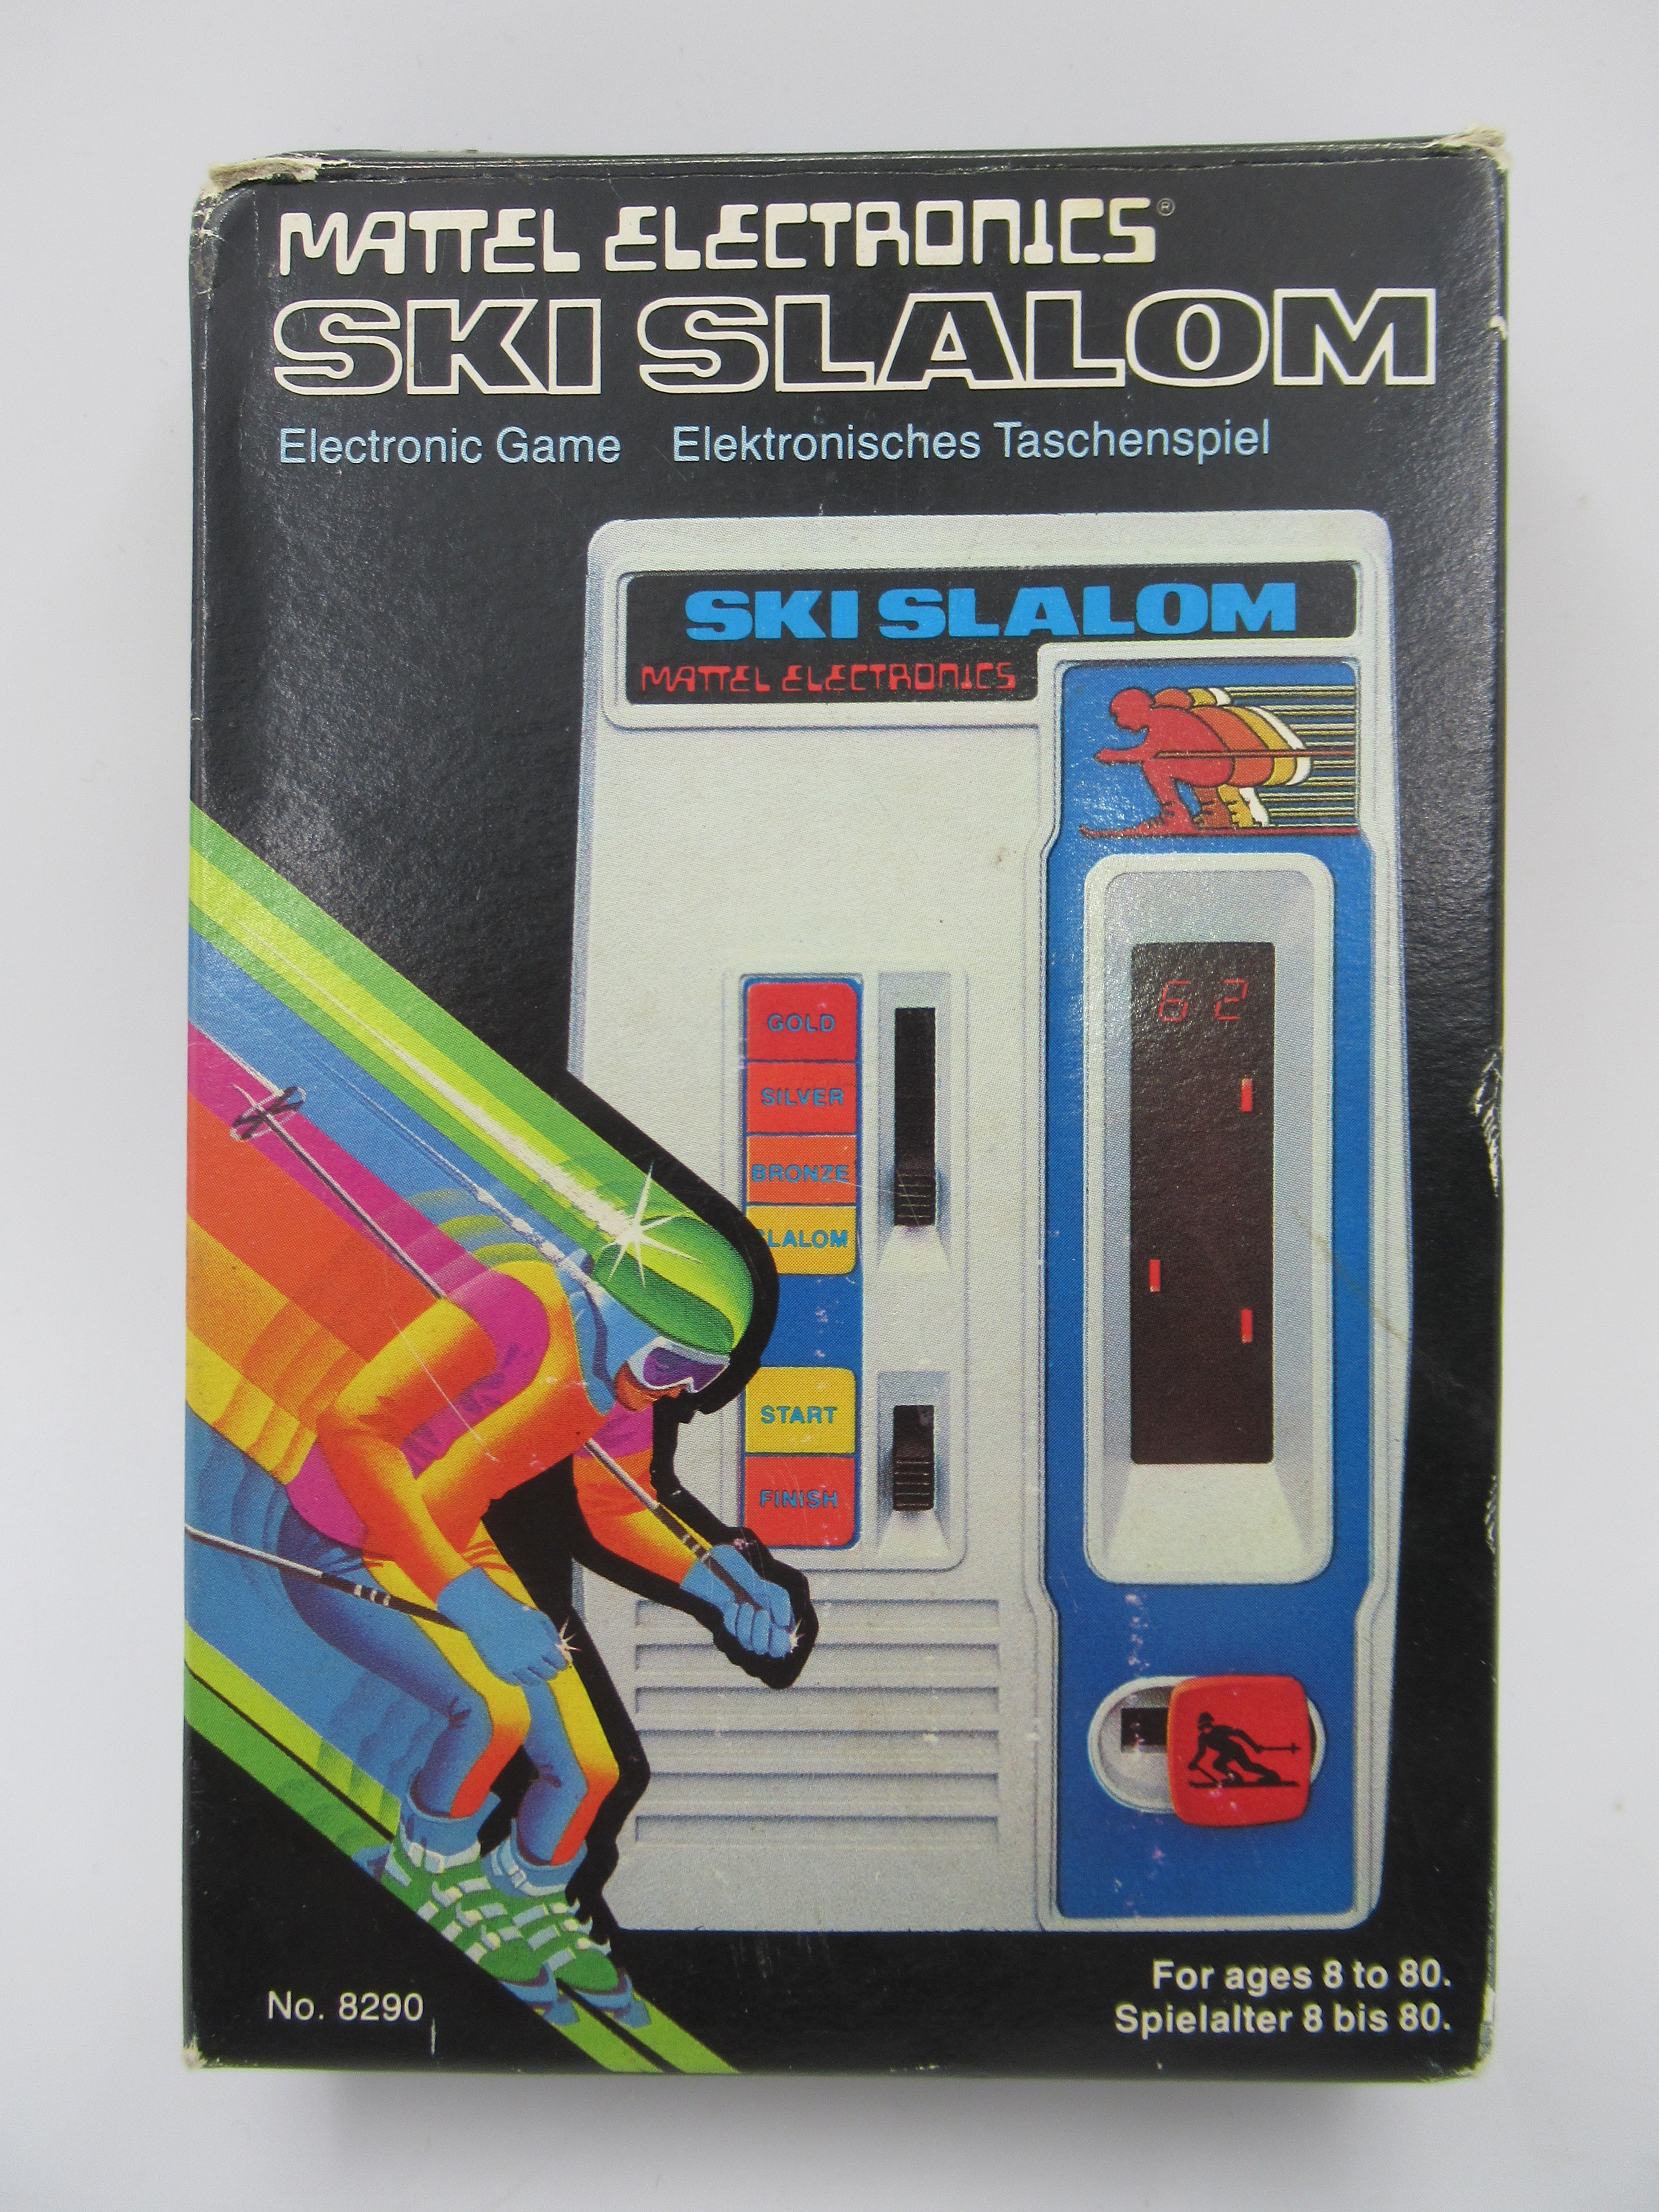 MATTEL ELECTRONICS®
SKI SLALOM
Electronic Game Elektronisches Taschenspiel
SKI SLALOM
MATTEL ELECTRONICS
62
GOLD
SILVER
BRONZE
LALOM
START
FINISH
For ages 8 to 80.
Spielalter 8 bis 80.
No. 8290